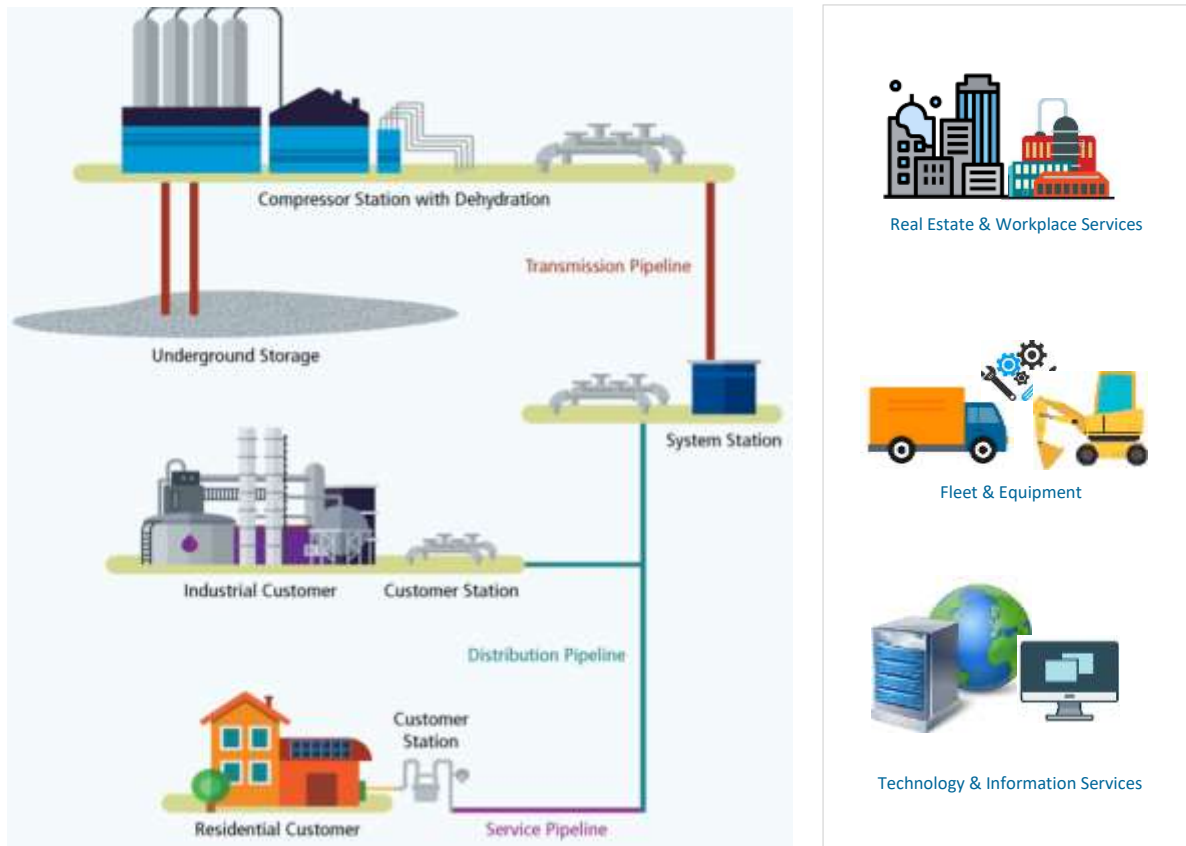 Compressor Station with Dehydration
Transmission Pipeline
Underground Storage
System Station
Industrial Customer
Customer Station
Distribution Pipeline
Customer
Station
Residential Customer
Service Pipeline
Real Estate & Workplace Services
Fleet & Equipment
Technology & Information Services